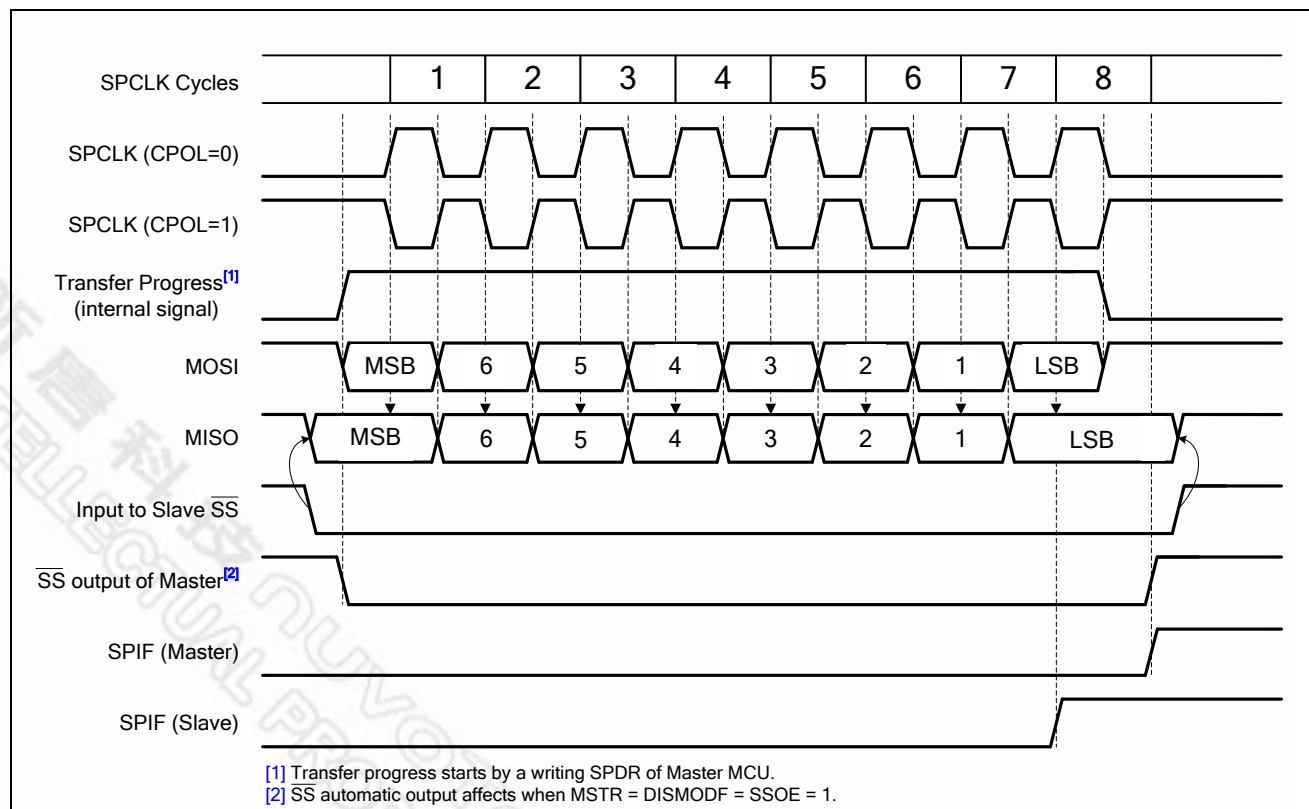 SPCLK Cycles 1 2 3 4 5 6 7 8
SPCLK (CPOL=0)
SPCLK (CPOL=1)
Transfer Progress[1]
(internal signal)
MOSI MSB 6 5 4 3 2 1 LSB
MISO MSB 6 5 4 3 2 1 LSB
Input to Slave S̅S̅
S̅S̅ output of Master[2]
SPIF (Master)
SPIF (Slave)
[1] Transfer progress starts by a writing SPDR of Master MCU.
[2] S̅S̅ automatic output affects when MSTR = DISMODF = SSOE = 1.